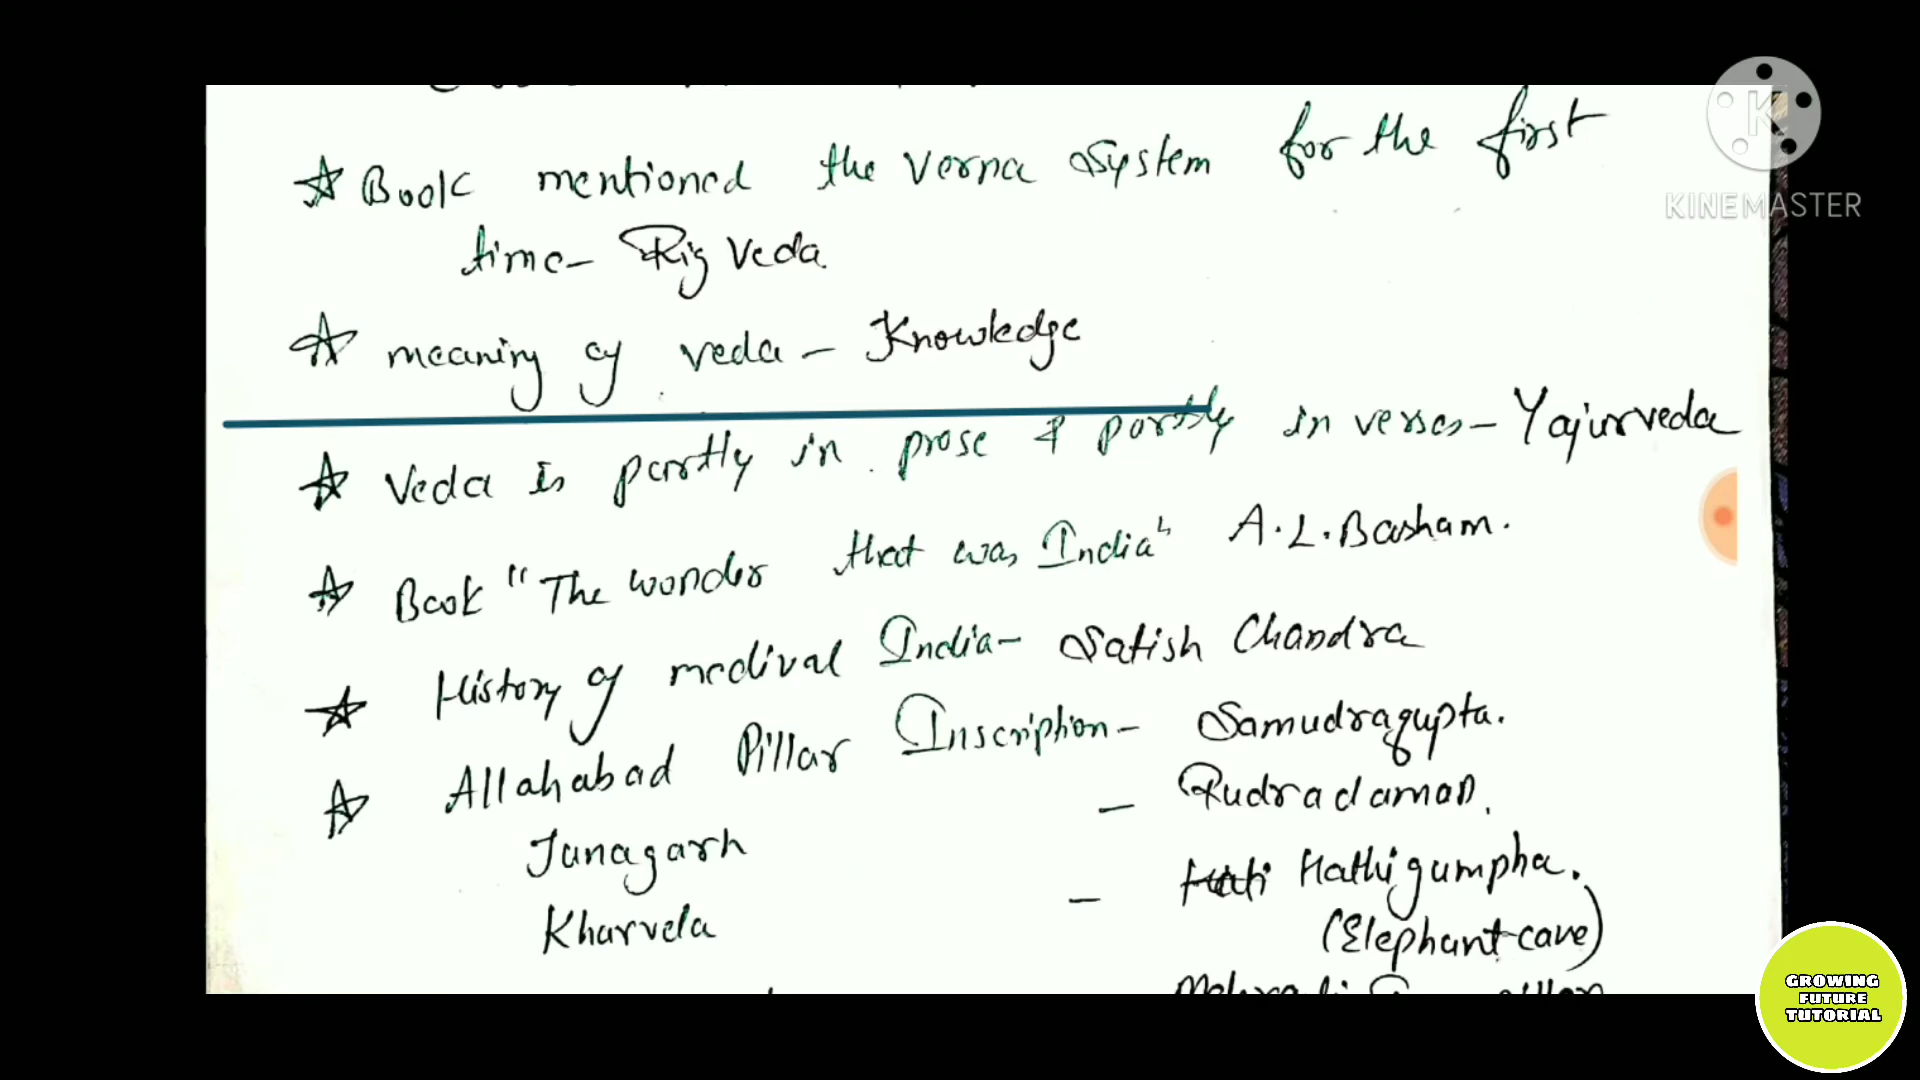 ☆ Book mentioned the Verna System for the first
time - Rig Veda
☆ meaning of veda - Knowledge
☆ Veda is partly in prose & partly in verses - Yajurveda
☆ Book "The wonder that was India" A.L. Basham.
☆ History of medival India - Satish Chandra
☆ Allahabad Pillar Inscription - Samudragupta.
Junagarh - Rudradaman.
Kharvela - Hathigumpha.
(Elephant cave)
KINEMASTER
GROWING
FUTURE
TUTORIAL